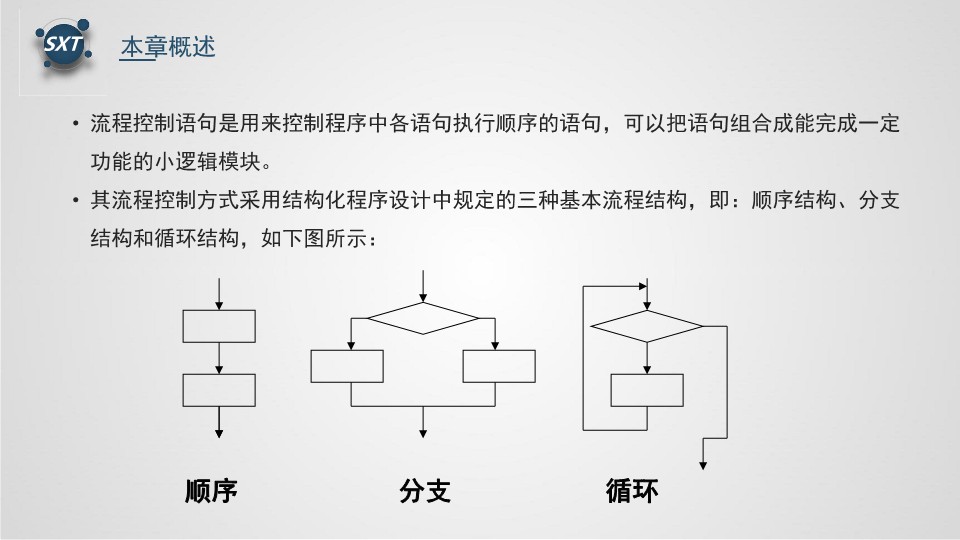 SXT
本章概述
• 流程控制语句是用来控制程序中各语句执行顺序的语句，可以把语句组合成能完成一定
功能的小逻辑模块。
• 其流程控制方式采用结构化程序设计中规定的三种基本流程结构，即：顺序结构、分支
结构和循环结构，如下图所示：
顺序
分支
循环